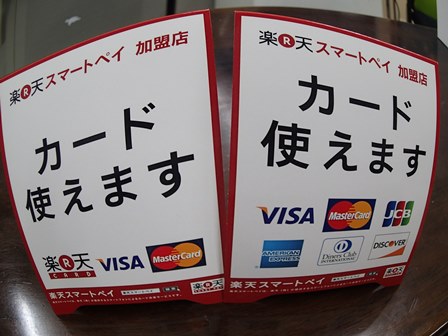 楽R天スマートペイ 加盟店
カード
使えます
楽R天
CARD
VISA
MasterCard
楽天スマートペイ
楽R天スマートペイ 加盟店
カード
使えます
VISA
MasterCard
JCB
AMERICAN
EXPRESS
Diners Club
INTERNATIONAL
DISCOVER
楽天スマートペイ